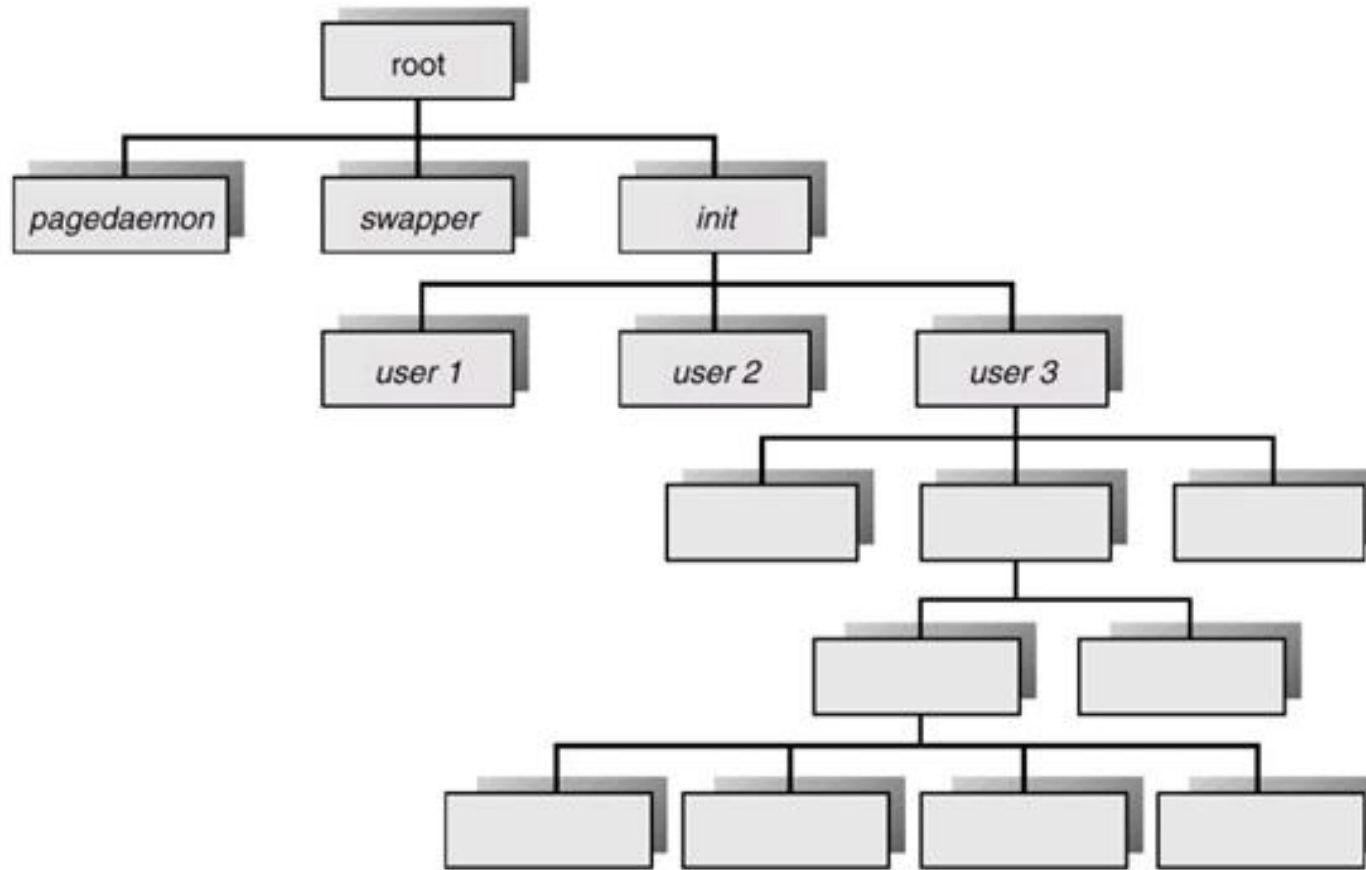 root
pagedaemon
swapper
init
user 1
user 2
user 3